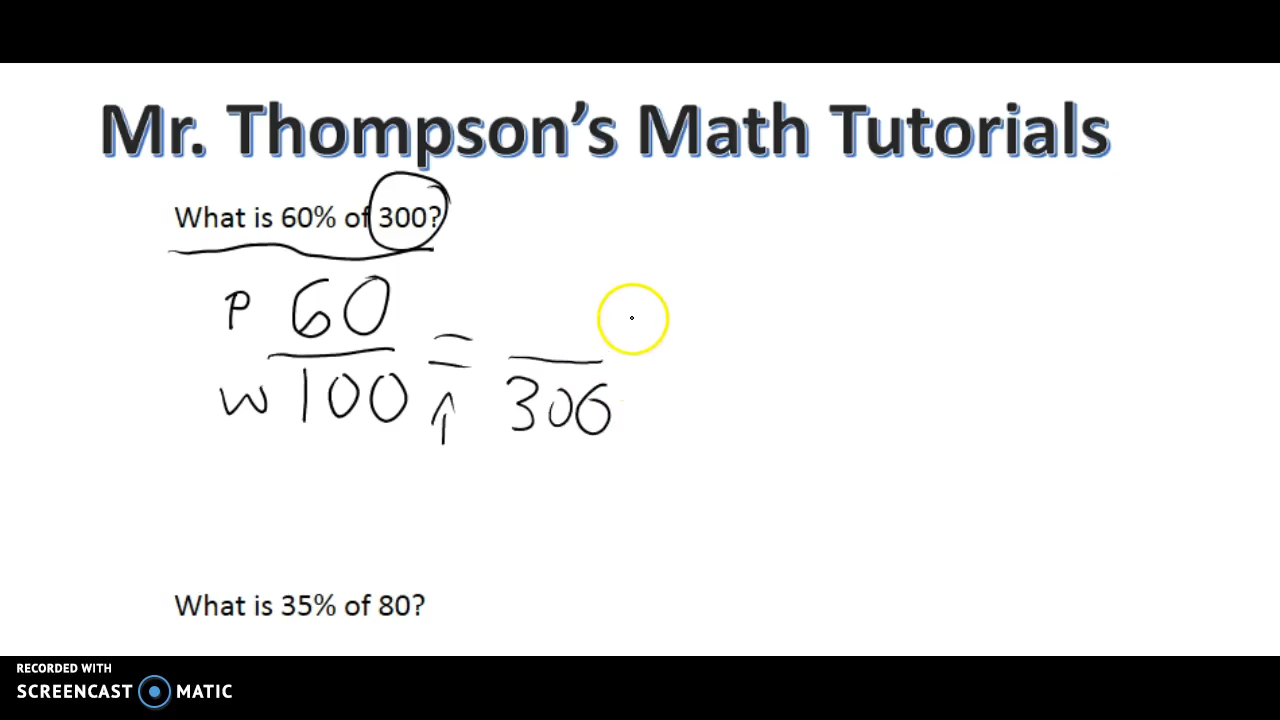 Mr. Thompson's Math Tutorials
What is 60% of 300?
P 60
=
W 100 ↑ 300
What is 35% of 80?
RECORDED WITH
SCREENCAST MATIC